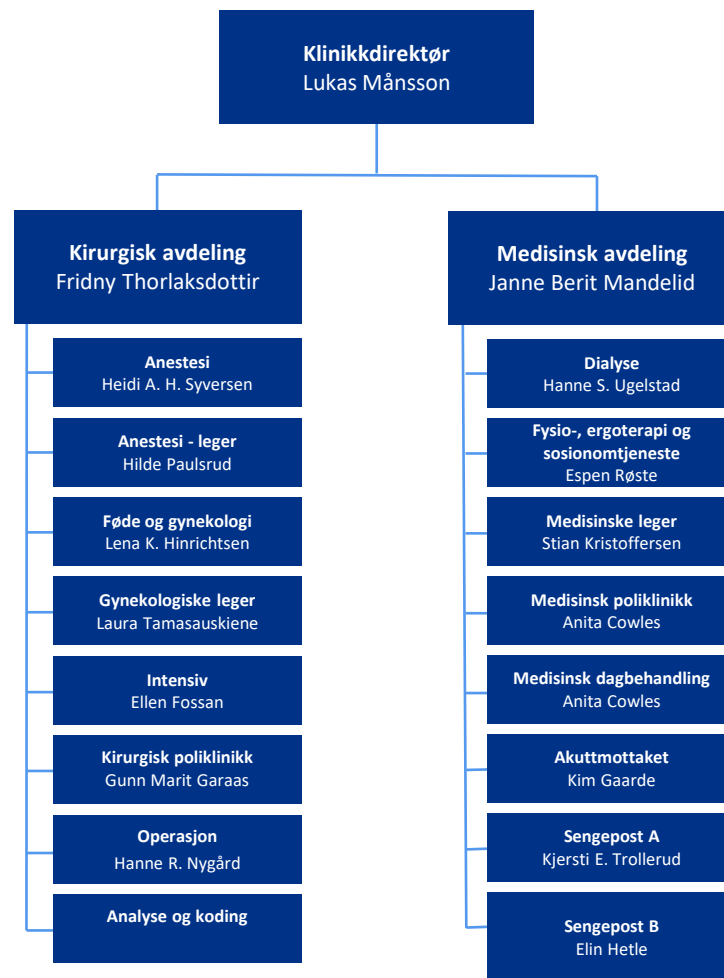 Klinikkdirektør
Lukas Månsson
Kirurgisk avdeling
Fridny Thorlaksdottir
Anestesi
Heidi A. H. Syversen
Anestesi - leger
Hilde Paulsrud
Føde og gynekologi
Lena K. Hinrichtsen
Gynekologiske leger
Laura Tamasauskiene
Intensiv
Ellen Fossan
Kirurgisk poliklinikk
Gunn Marit Garaas
Operasjon
Hanne R. Nygård
Analyse og koding
Medisinsk avdeling
Janne Berit Mandelid
Dialyse
Hanne S. Ugelstad
Fysio-, ergoterapi og
sosionomtjeneste
Espen Røste
Medisinske leger
Stian Kristoffersen
Medisinsk poliklinikk
Anita Cowles
Medisinsk dagbehandling
Anita Cowles
Akuttmottaket
Kim Gaarde
Sengepost A
Kjersti E. Trollerud
Sengepost B
Elin Hetle